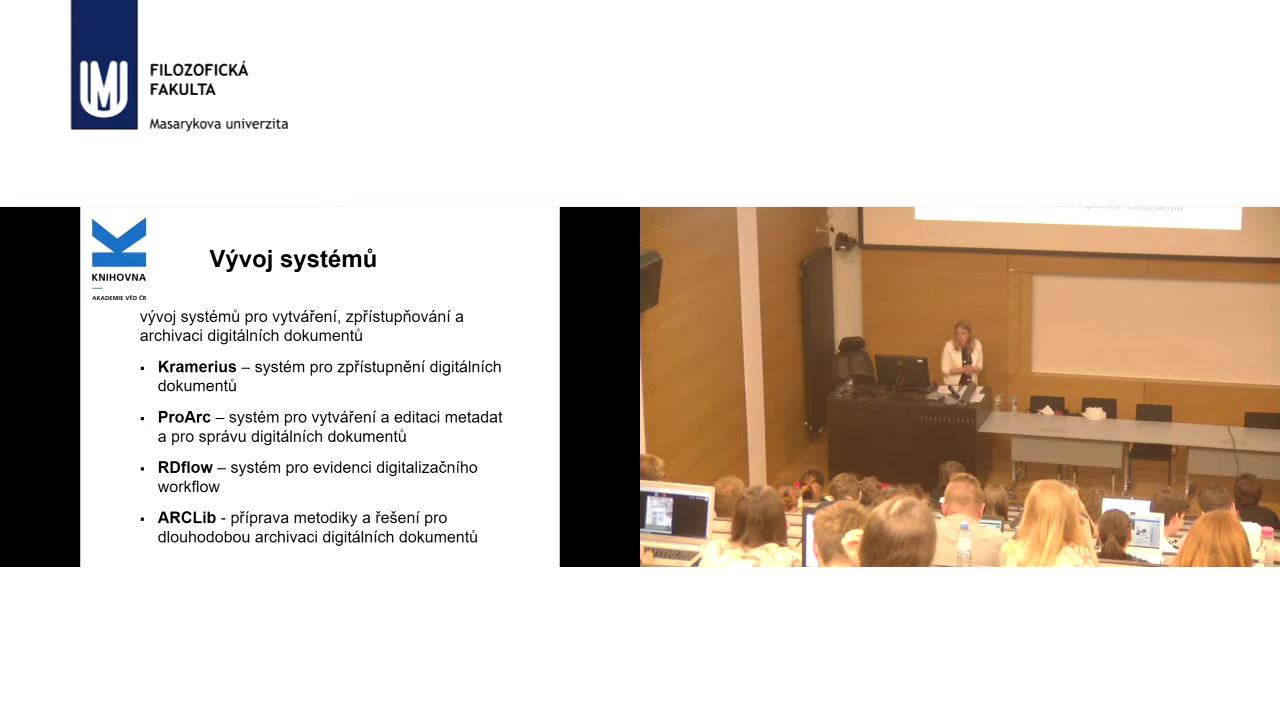 FILOZOFICKÁ
FAKULTA
Masarykova univerzita
KNIHOVNA
AKADEMIE VĚD ČR
Vývoj systémů
vývoj systémů pro vytváření, zpřístupňování a
archivaci digitálních dokumentů
▪ Kramerius – systém pro zpřístupnění digitálních
dokumentů
▪ ProArc – systém pro vytváření a editaci metadat
a pro správu digitálních dokumentů
▪ RDflow – systém pro evidenci digitalizačního
workflow
▪ ARCLib - příprava metodiky a řešení pro
dlouhodobou archivaci digitálních dokumentů